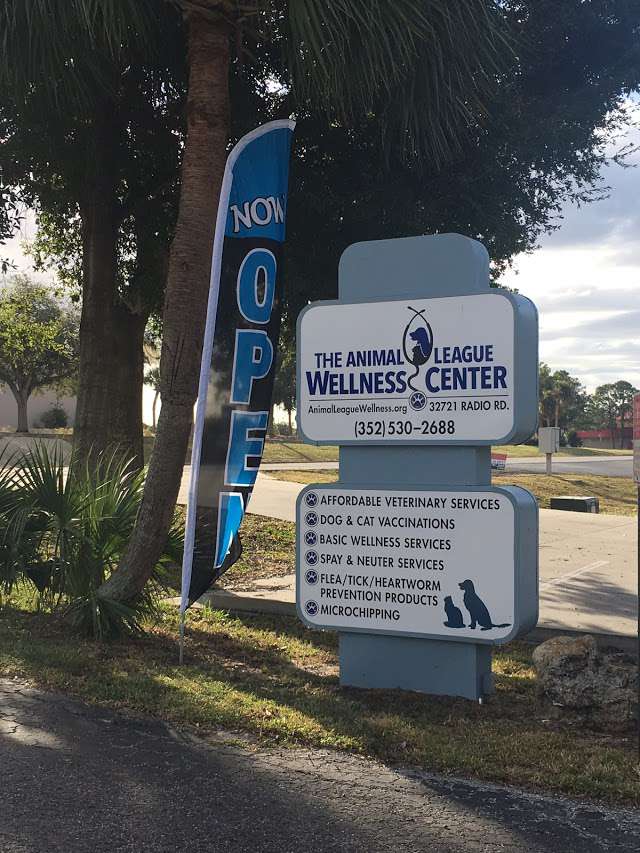 NOW
OPEN
THE ANIMAL LEAGUE
WELLNESS CENTER
AnimalLeagueWellness.org 32721 RADIO RD.
(352) 530-2688
AFFORDABLE VETERINARY SERVICES
DOG & CAT VACCINATIONS
BASIC WELLNESS SERVICES
SPAY & NEUTER SERVICES
FLEA/TICK/HEARTWORM
PREVENTION PRODUCTS
MICROCHIPPING